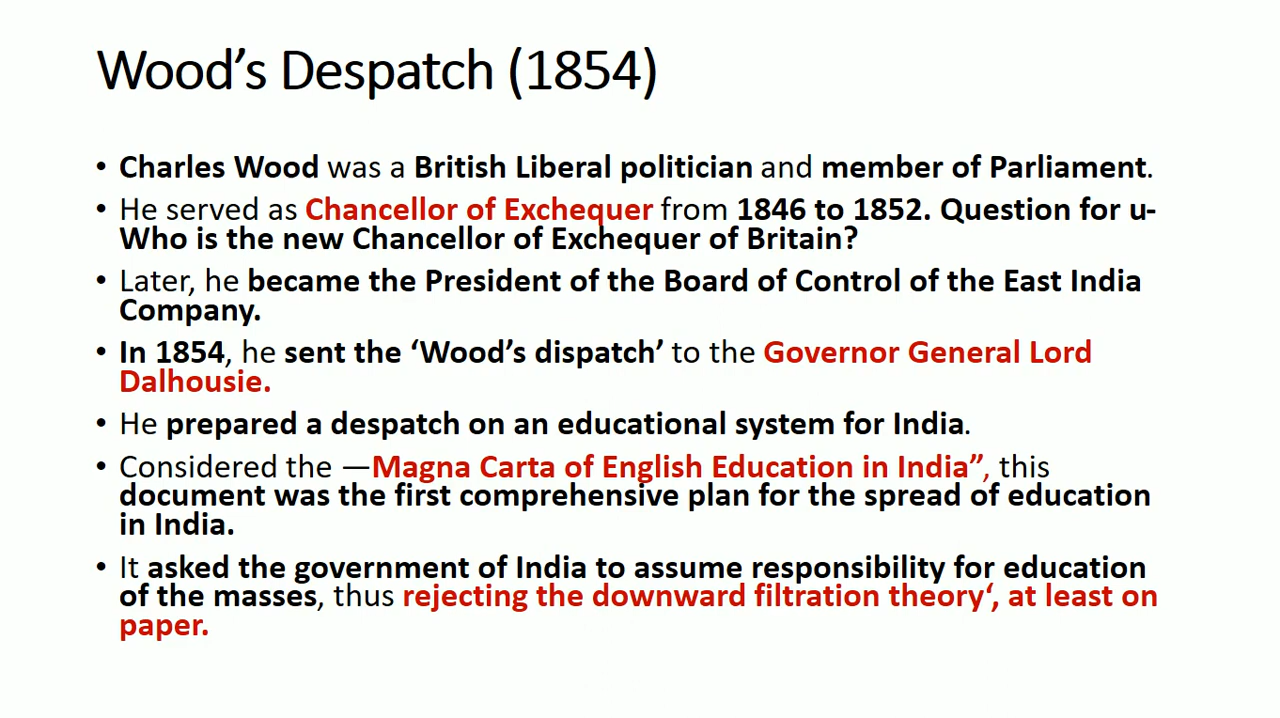 Wood’s Despatch (1854)
• Charles Wood was a British Liberal politician and member of Parliament.
• He served as Chancellor of Exchequer from 1846 to 1852. Question for u-
Who is the new Chancellor of Exchequer of Britain?
• Later, he became the President of the Board of Control of the East India
Company.
• In 1854, he sent the ‘Wood’s dispatch’ to the Governor General Lord
Dalhousie.
• He prepared a despatch on an educational system for India.
• Considered the ―Magna Carta of English Education in India”, this
document was the first comprehensive plan for the spread of education
in India.
• It asked the government of India to assume responsibility for education
of the masses, thus rejecting the downward filtration theory‘, at least on
paper.